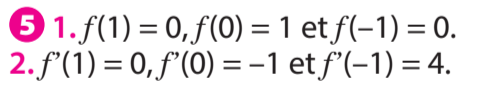 5 1. f(1) = 0, f(0) = 1 et f(–1) = 0.
2. f’(1) = 0, f’(0) = –1 et f’(–1) = 4.